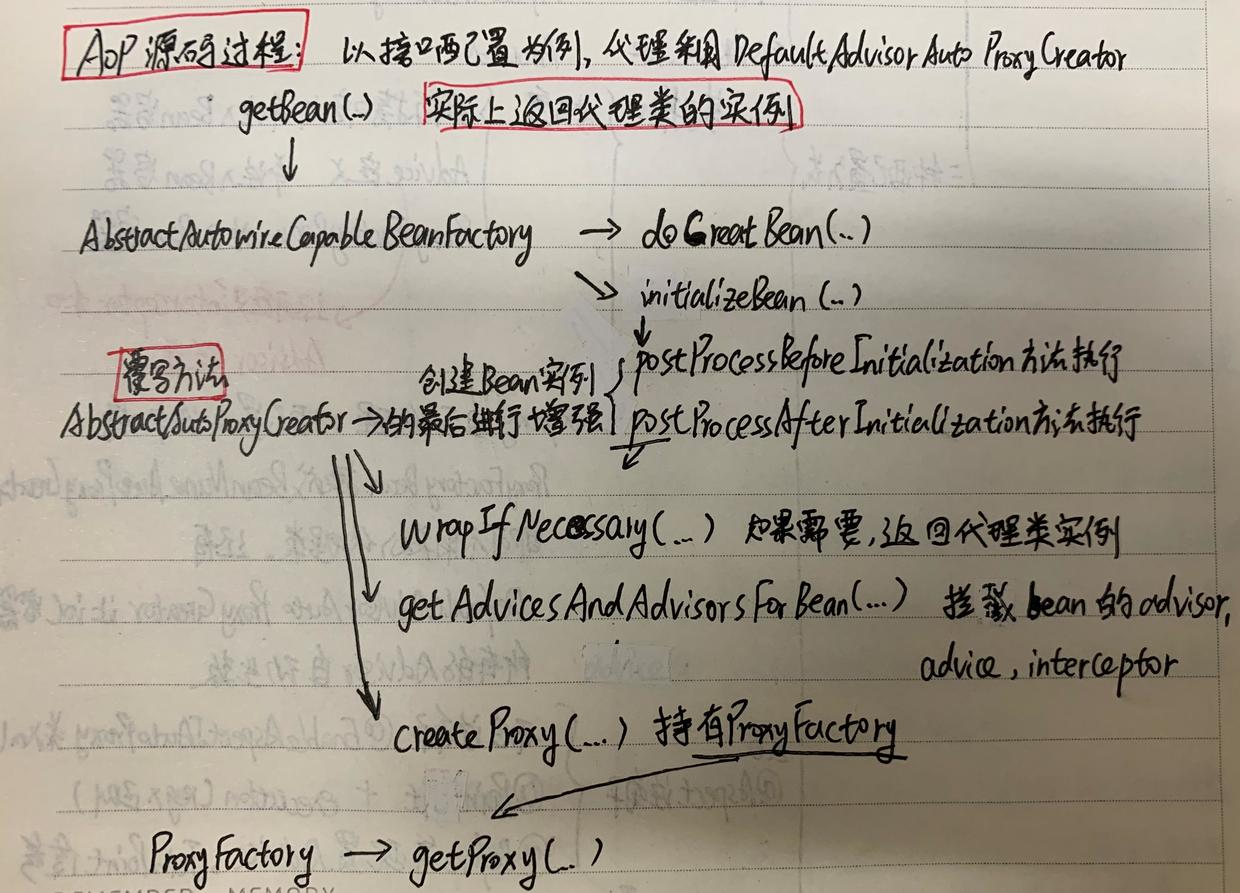 AOP 源码过程: 以接口配置为例, 代理采用 DefaultAdvisorAutoProxyCreator
getBean(..) 实际上返回代理类的实例
AbstractAutowireCapableBeanFactory → doCreatBean(..)
initializeBean(..)
覆写方法 创建Bean实例 postProcessBeforeInitialization方法执行
AbstractAutoProxyCreator → 的最后进行增强 postProcessAfterInitialization方法执行
wrapIfNecessary(...) 如果需要,返回代理类实例
getAdvicesAndAdvisorsForBean(...) 拦截bean的advisor,
advice, interceptor
createProxy(...) 持有ProxyFactory
ProxyFactory → getProxy(..)